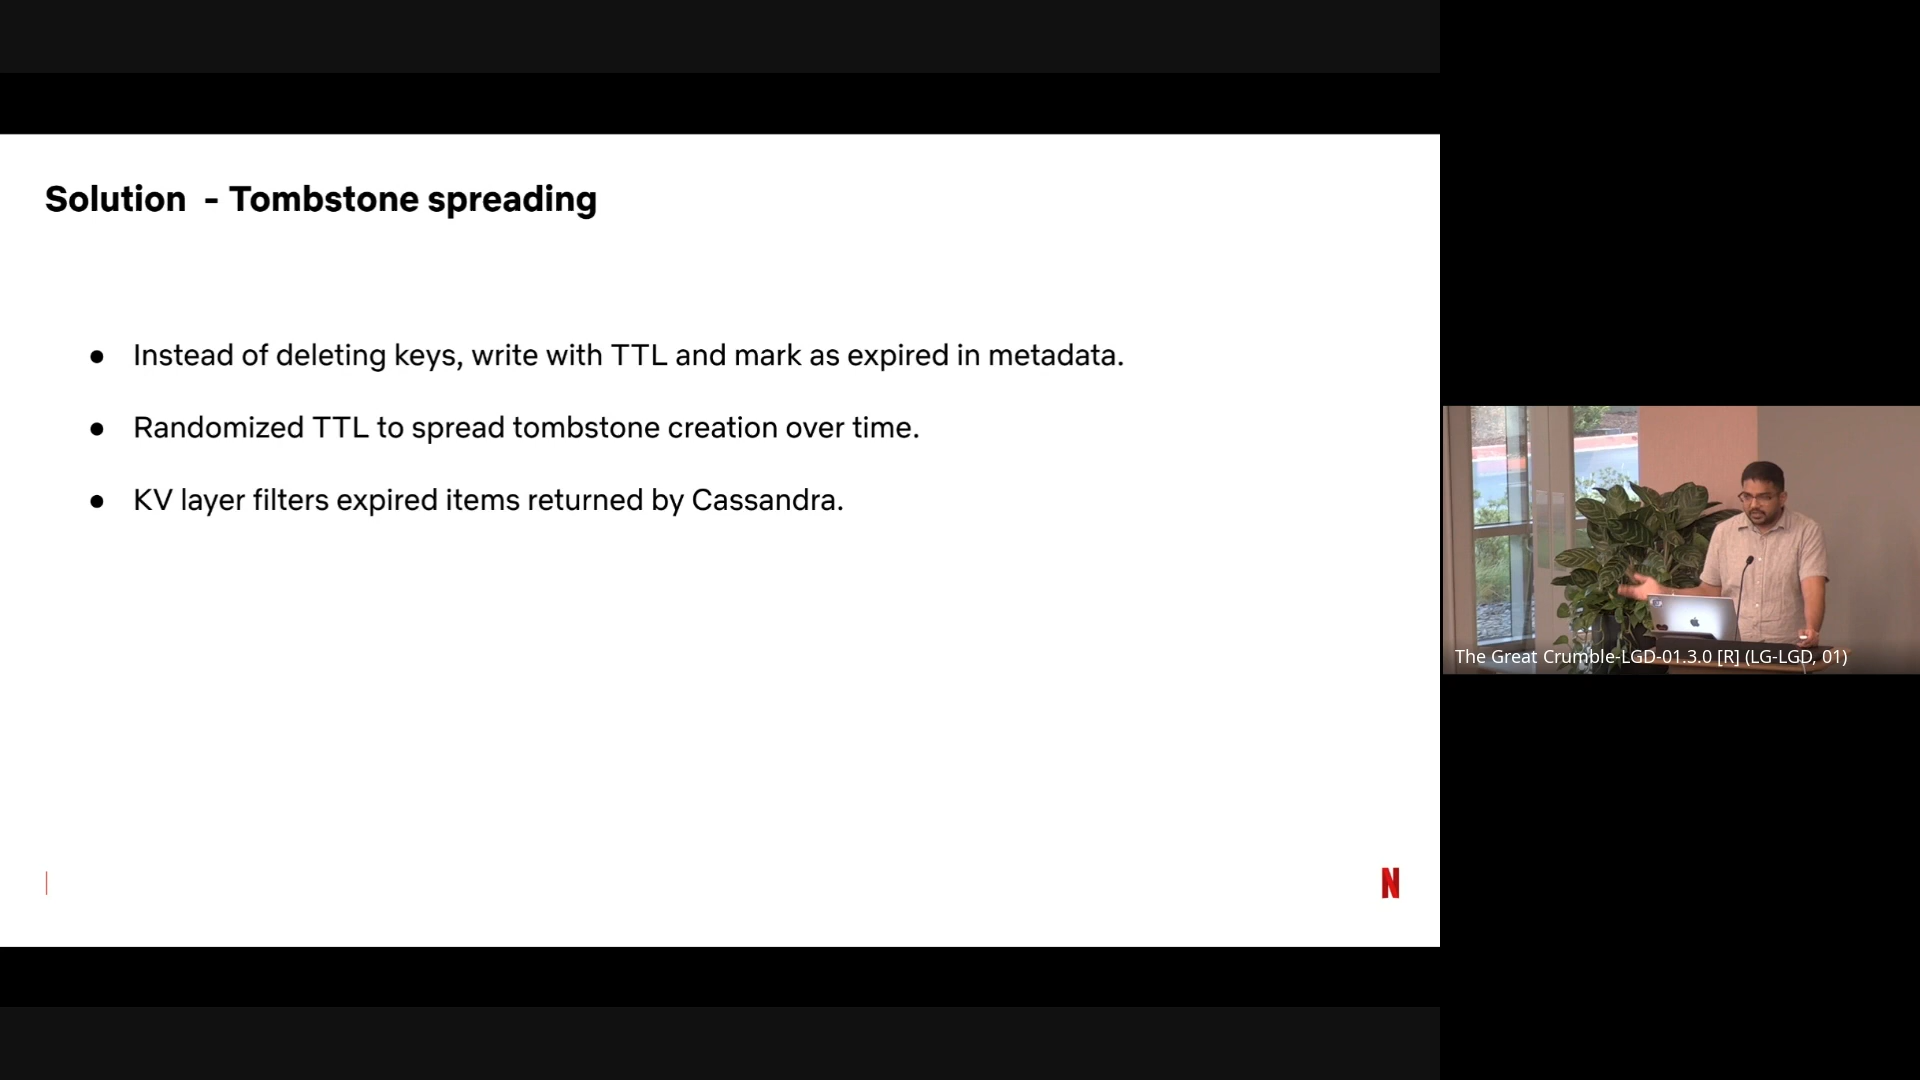 Solution - Tombstone spreading
● Instead of deleting keys, write with TTL and mark as expired in metadata.
● Randomized TTL to spread tombstone creation over time.
● KV layer filters expired items returned by Cassandra.
N
The Great Crumble-LGD-01.3.0 [R] (LG-LGD, 01)